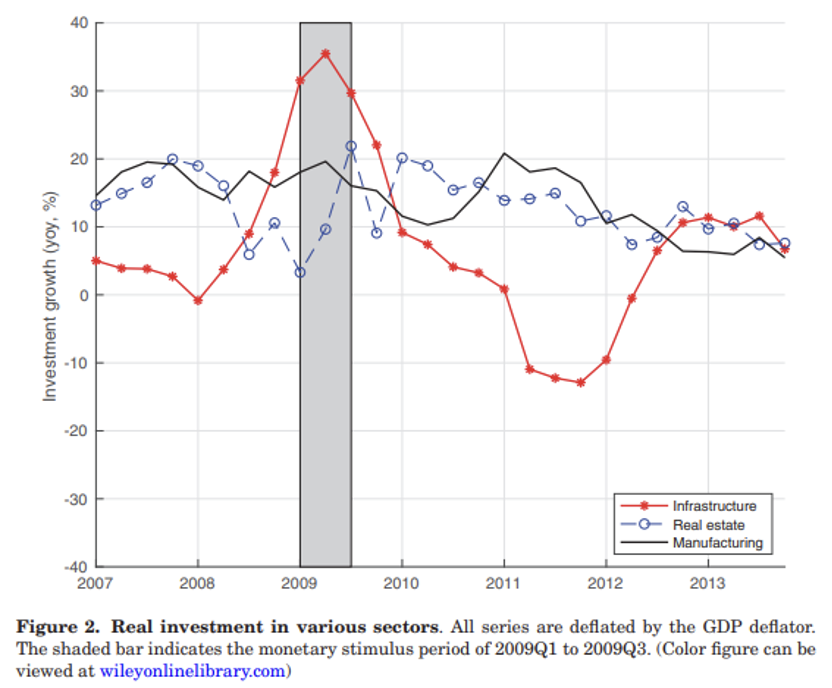 40
30
20
10
0
-10
-20
-30
-40
Investment growth (yoy, %)
2007 2008 2009 2010 2011 2012 2013
Infrastructure
Real estate
Manufacturing
Figure 2. Real investment in various sectors. All series are deflated by the GDP deflator.
The shaded bar indicates the monetary stimulus period of 2009Q1 to 2009Q3. (Color figure can be
viewed at wileyonlinelibrary.com)